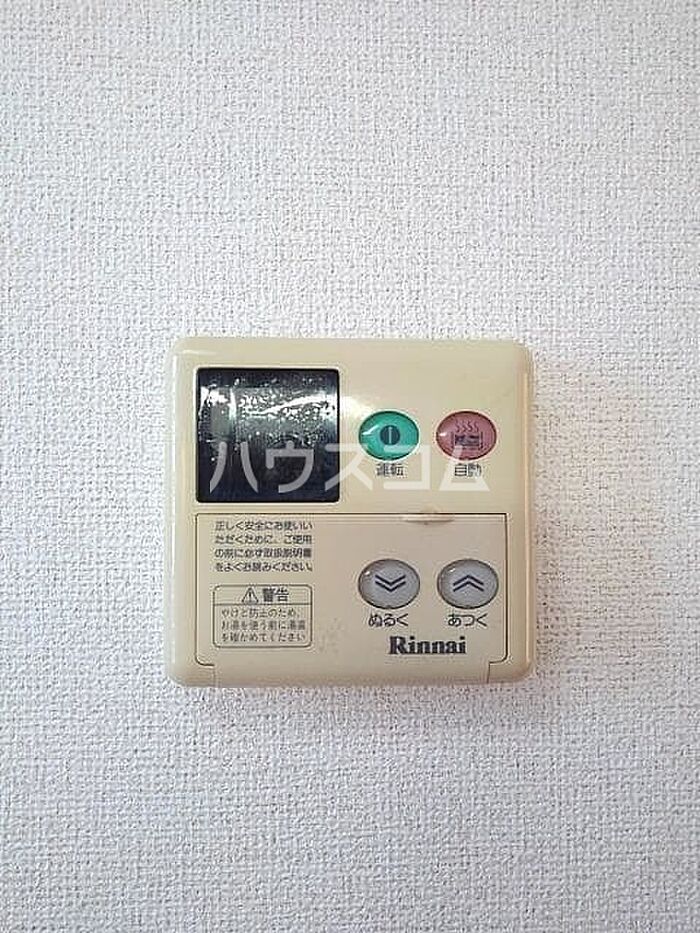 ハウスコム
運転
自動
正しく安全にお使いい
ただくために、ご使用
の前に必ず取扱説明書
をよくお読みください。
⚠警告
やけど防止のため、
お湯を使う前に湯温
を確かめてください
ぬるく
あつく
Rinnai